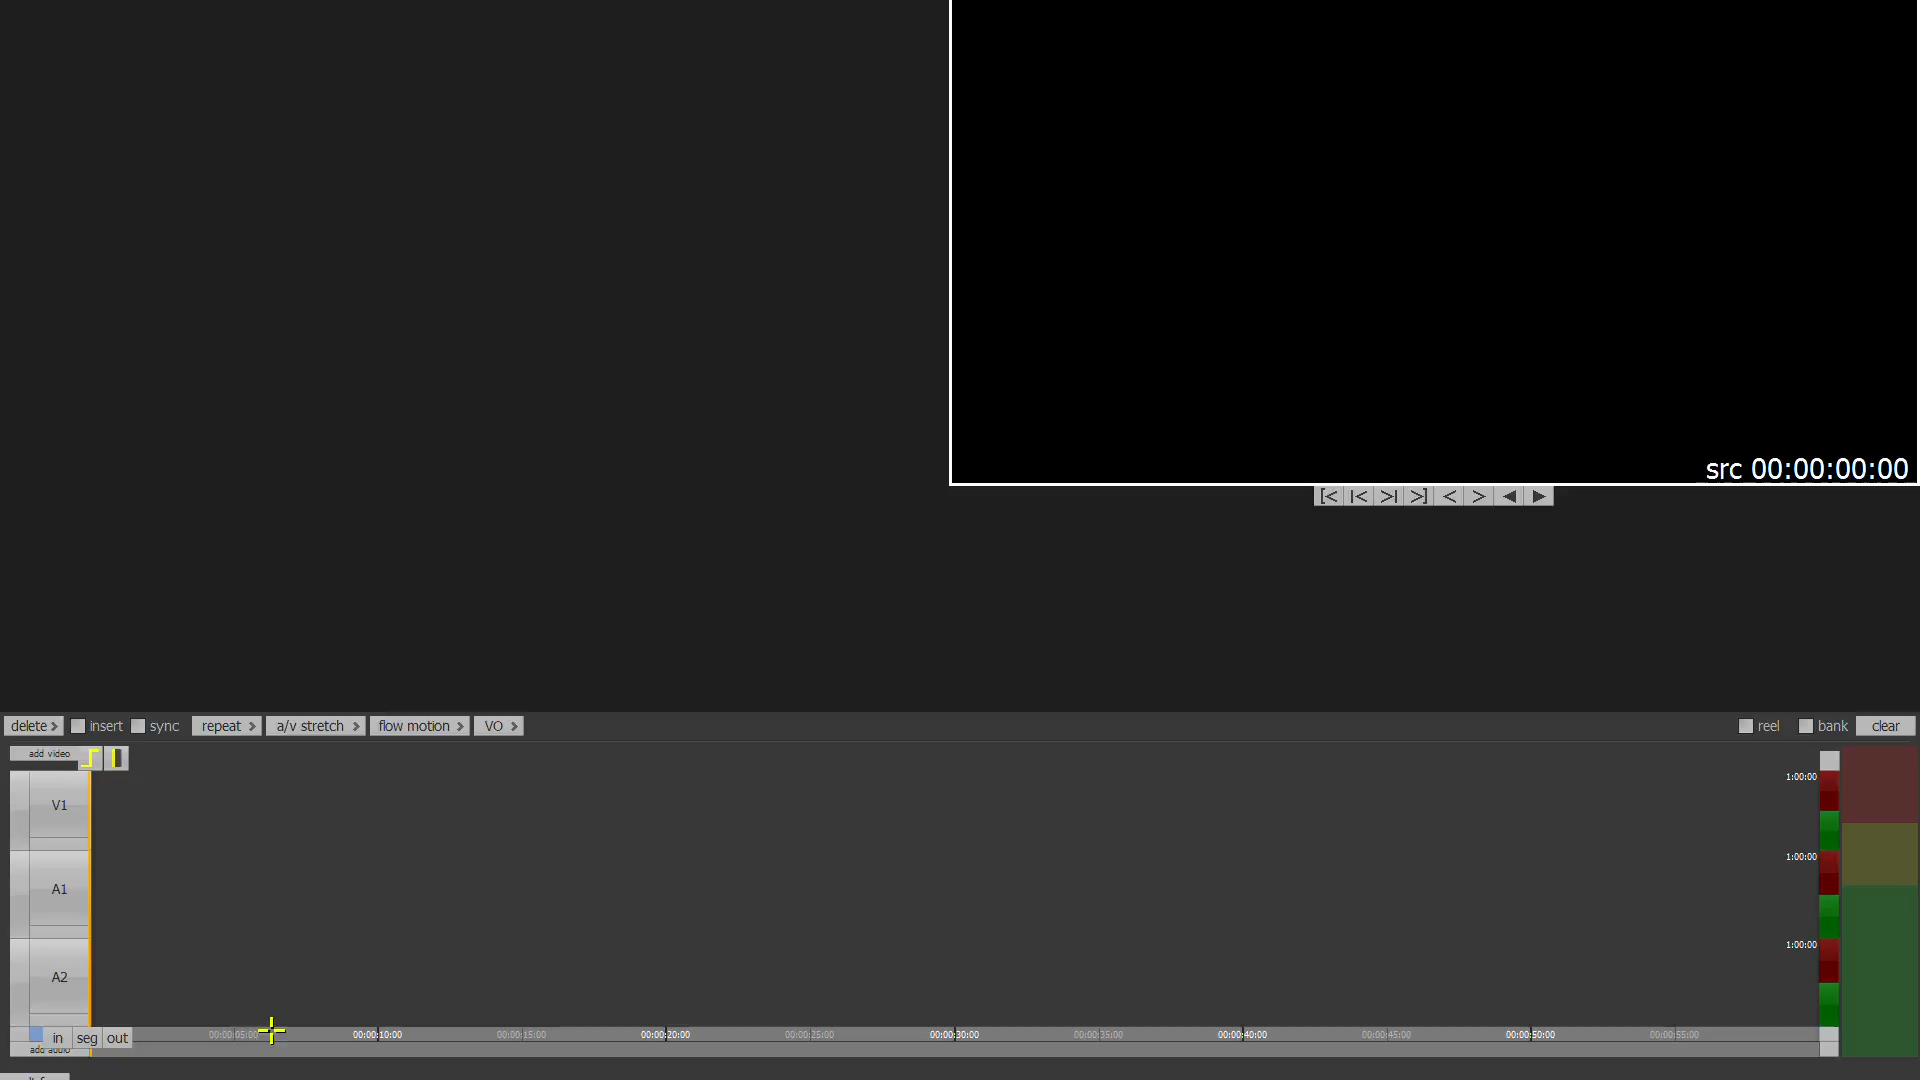 src 00:00:00:00
[< |< >| >] < > ◀ ▶
delete > insert sync repeat > a/v stretch > flow motion > VO > reel bank clear
add video
1:00:00
V1
1:00:00
A1
1:00:00
A2
in seg out 00:00:05:00 00:00:10:00 00:00:15:00 00:00:20:00 00:00:25:00 00:00:30:00 00:00:35:00 00:00:40:00 00:00:45:00 00:00:50:00 00:00:55:00
add audio